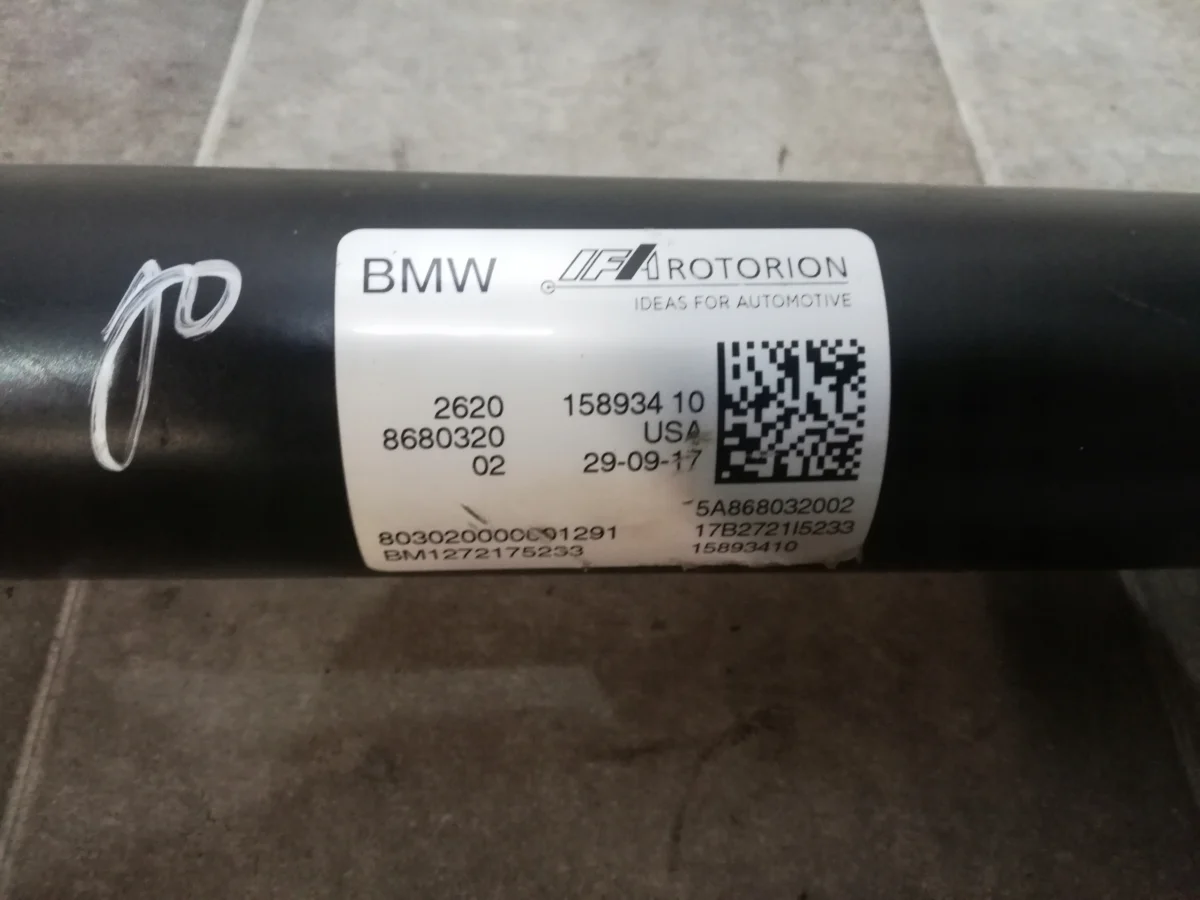 BMW
IFA ROTORION
IDEAS FOR AUTOMOTIVE
2620 158934 10
8680320 USA
02 29-09-17
5A868032002
803020000001291 17B2721I5233
BM1272175233 15893410